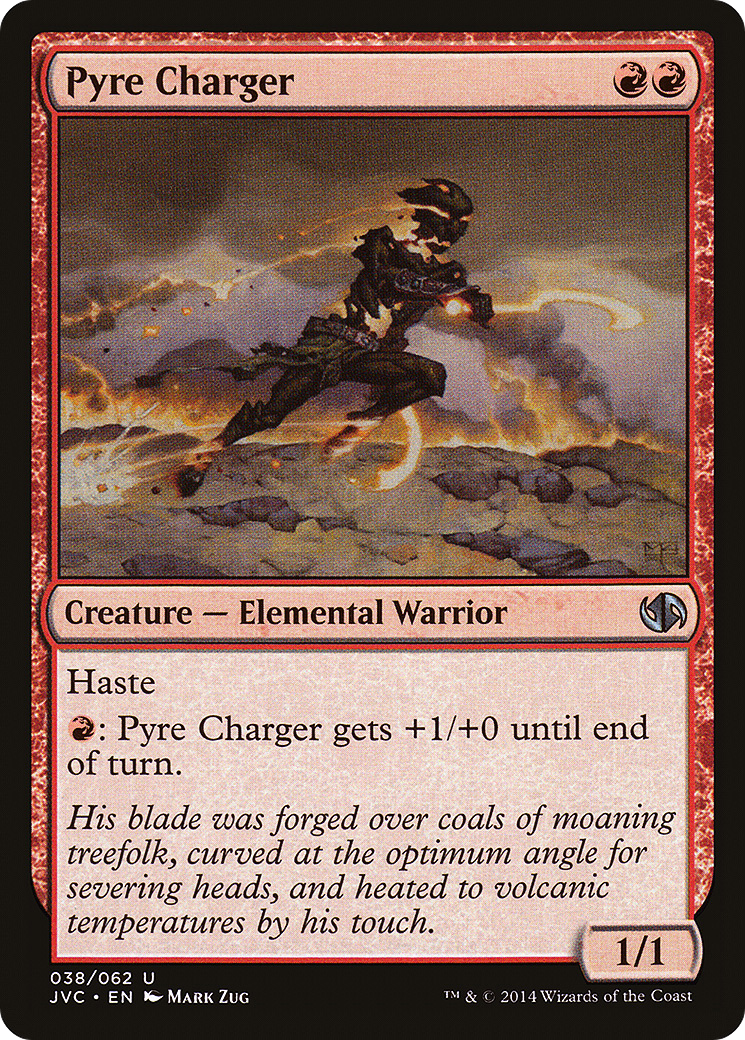 Pyre Charger
Creature — Elemental Warrior
Haste
: Pyre Charger gets +1/+0 until end
of turn.
His blade was forged over coals of moaning
treefolk, curved at the optimum angle for
severing heads, and heated to volcanic
temperatures by his touch.
1/1
038/062 U
JVC • EN Mark Zug
™ & © 2014 Wizards of the Coast